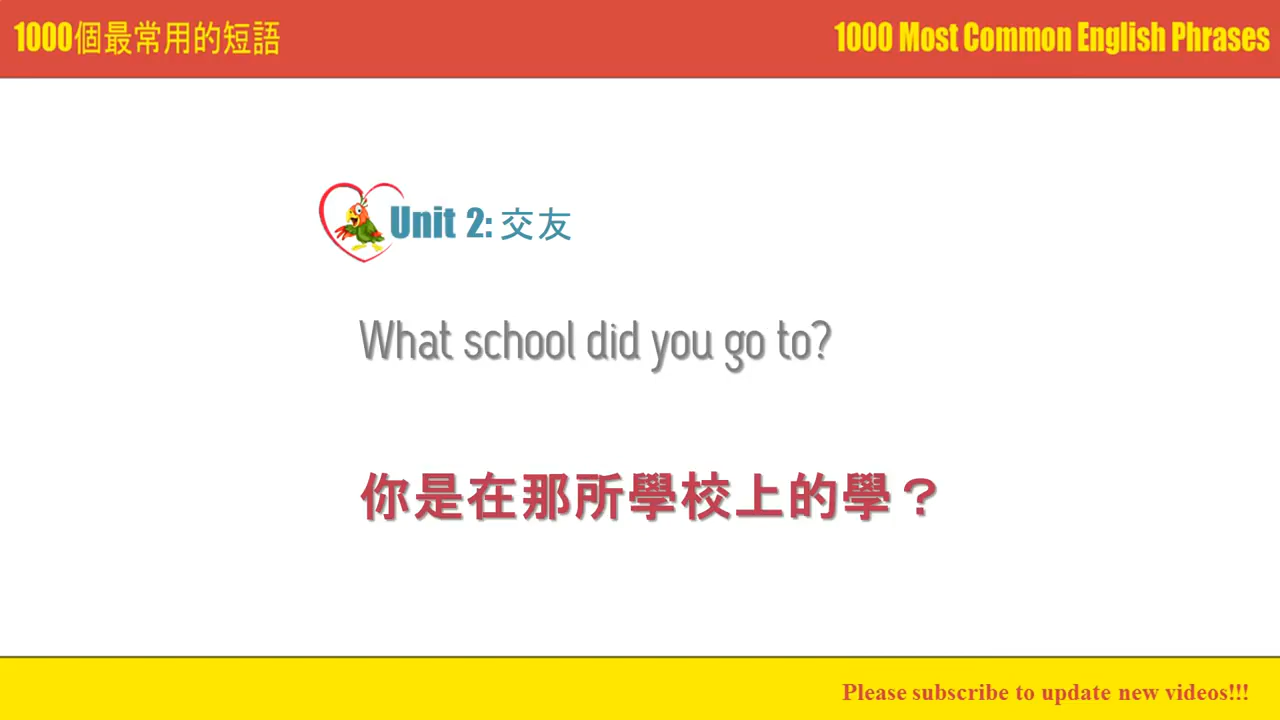 1000個最常用的短語
1000 Most Common English Phrases
Unit 2: 交友
What school did you go to?
你是在那所學校上的學？
Please subscribe to update new videos!!!